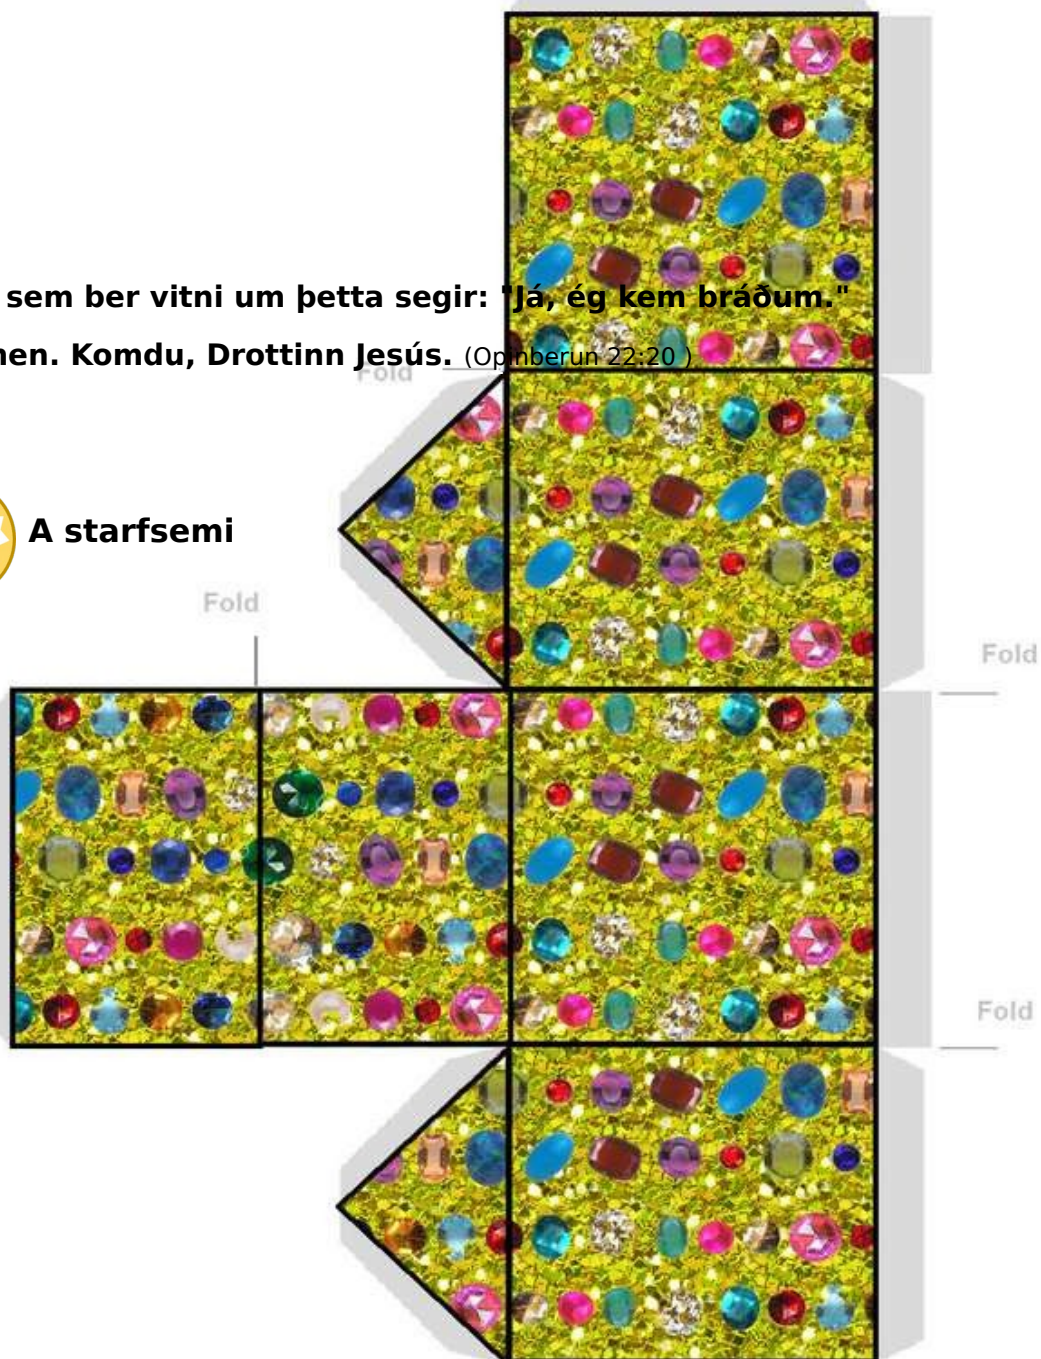 sem ber vitni um þetta segir: "Já, ég kem bráðum."
Komdu, Drottinn Jesús. (Opinberun 22:20 )
Fold
A starfsemi
Fold
Fold
Fold